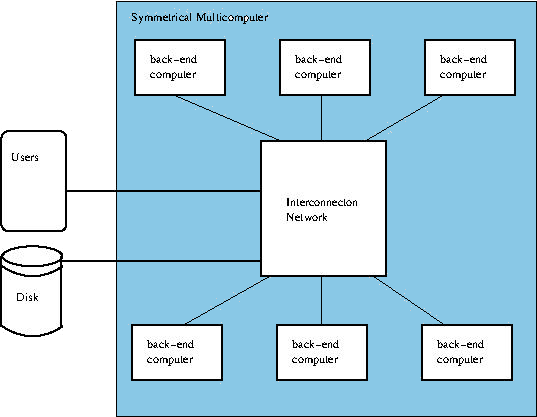 Symmetrical Multicomputer
back-end
computer
back-end
computer
back-end
computer
Users
Interconnecton
Network
Disk
back-end
computer
back-end
computer
back-end
computer